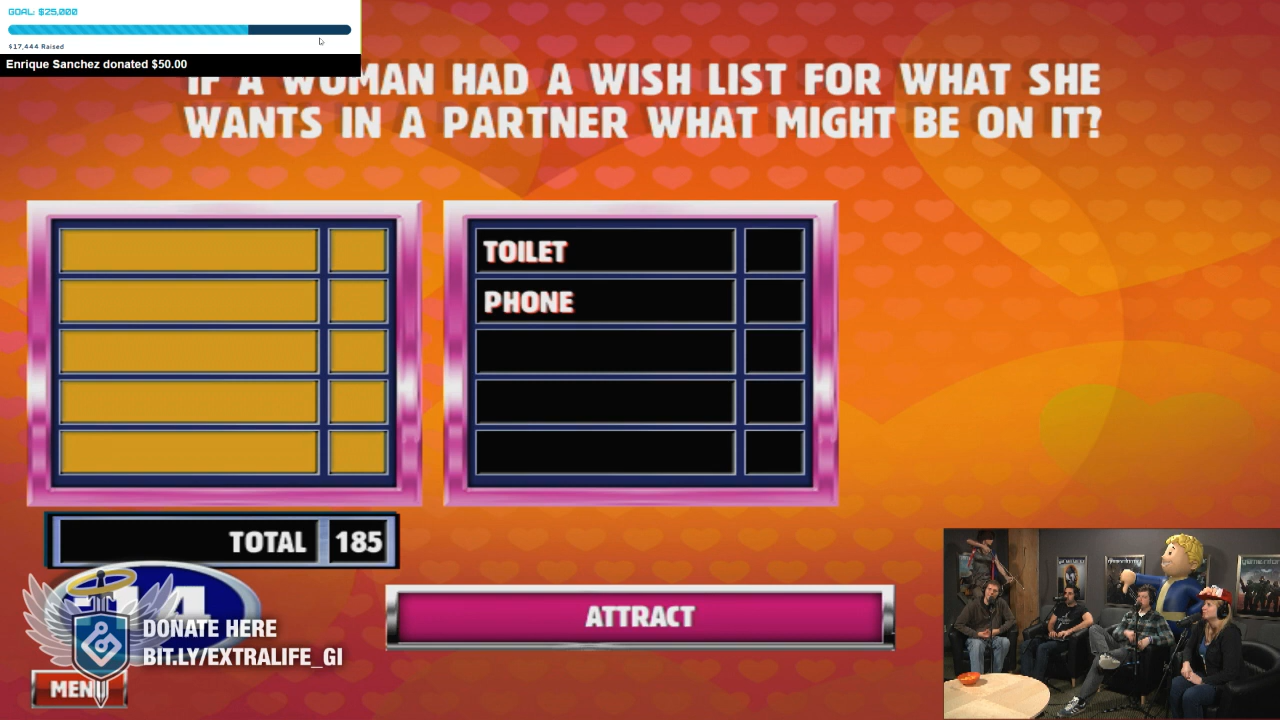 GOAL: $25,000
$17,444 Raised
Enrique Sanchez donated $50.00
IF A WOMAN HAD A WISH LIST FOR WHAT SHE
WANTS IN A PARTNER WHAT MIGHT BE ON IT?
TOILET
PHONE
TOTAL 185
ATTRACT
DONATE HERE
BIT.LY/EXTRALIFE_GI
MENU